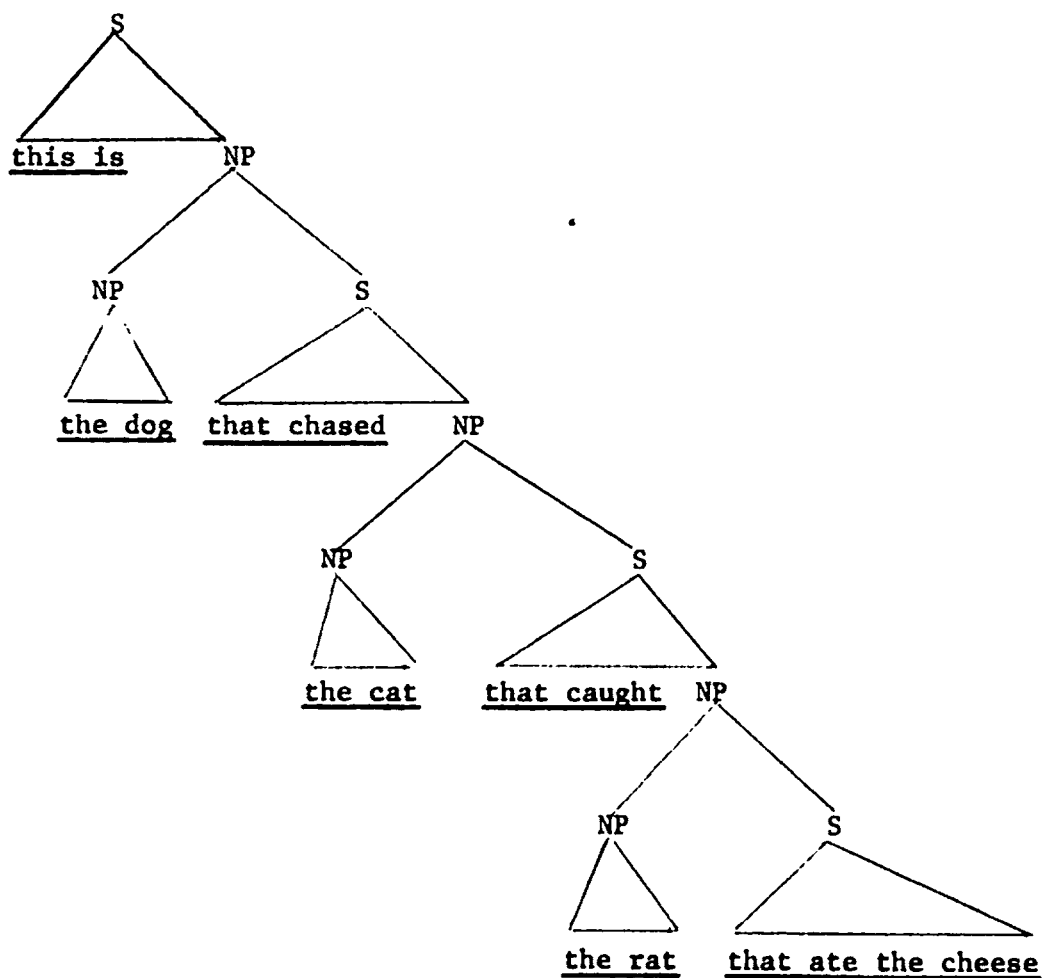 S
this is NP
NP S
the dog that chased NP
NP S
the cat that caught NP
NP S
the rat that ate the cheese